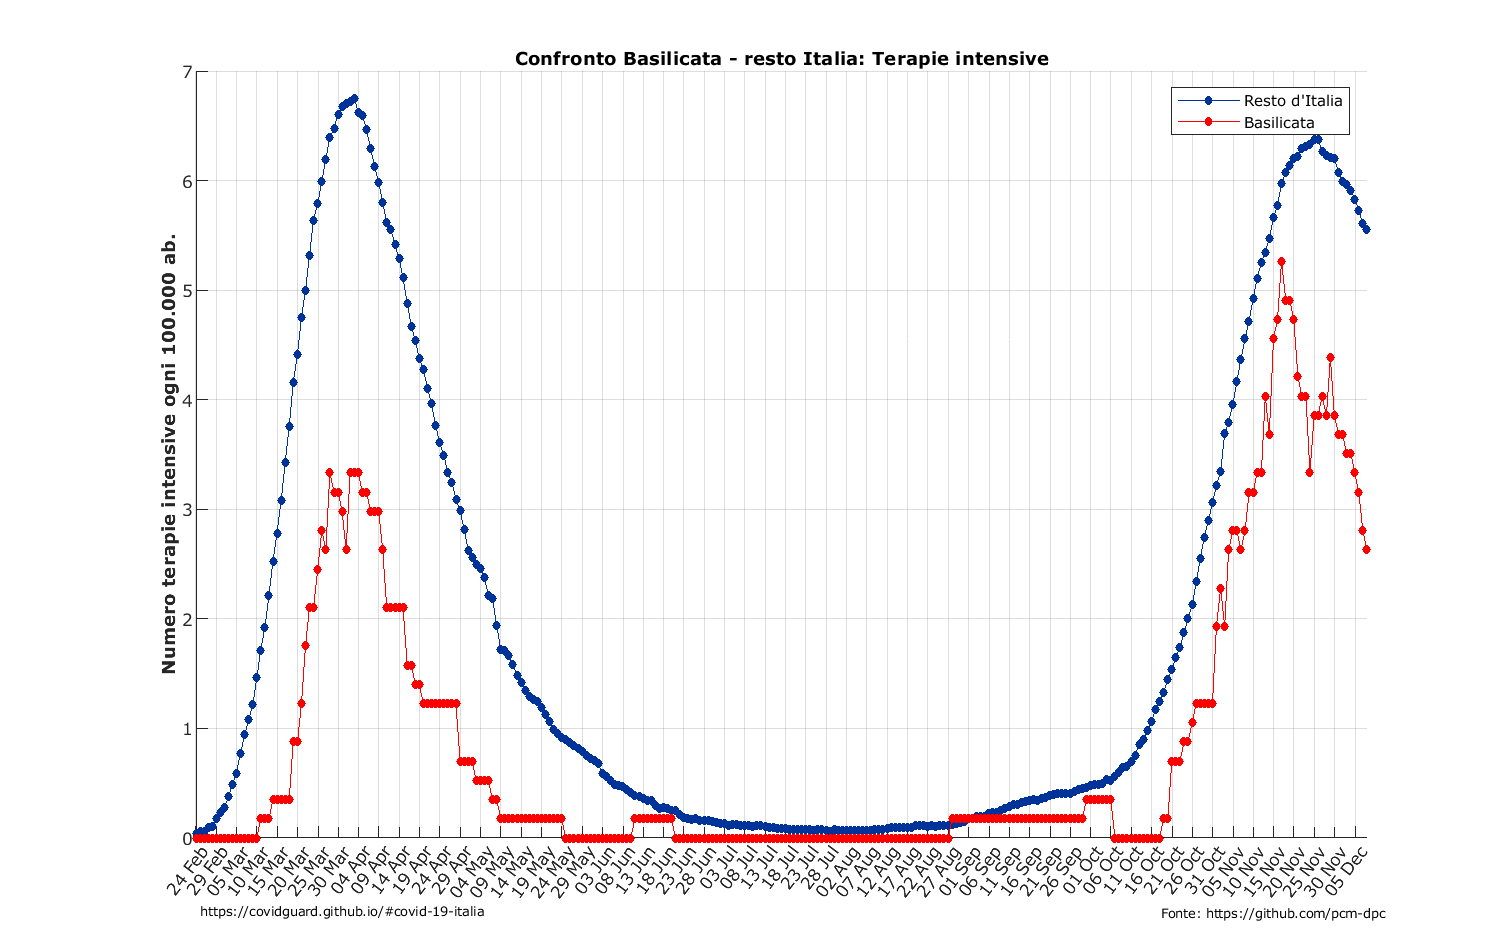 Confronto Basilicata - resto Italia: Terapie intensive
Resto d'Italia
Basilicata
Numero terapie intensive ogni 100.000 ab.
7
6
5
4
3
2
1
0
24 Feb
29 Feb
05 Mar
10 Mar
15 Mar
20 Mar
25 Mar
30 Mar
04 Apr
09 Apr
14 Apr
19 Apr
24 Apr
29 Apr
04 May
09 May
14 May
19 May
24 May
29 May
03 Jun
08 Jun
13 Jun
18 Jun
23 Jun
28 Jun
03 Jul
08 Jul
13 Jul
18 Jul
23 Jul
28 Jul
02 Aug
07 Aug
12 Aug
17 Aug
22 Aug
27 Aug
01 Sep
06 Sep
11 Sep
16 Sep
21 Sep
26 Sep
01 Oct
06 Oct
11 Oct
16 Oct
21 Oct
26 Oct
31 Oct
05 Nov
10 Nov
15 Nov
20 Nov
25 Nov
30 Nov
05 Dec
https://covidguard.github.io/#covid-19-italia
Fonte: https://github.com/pcm-dpc